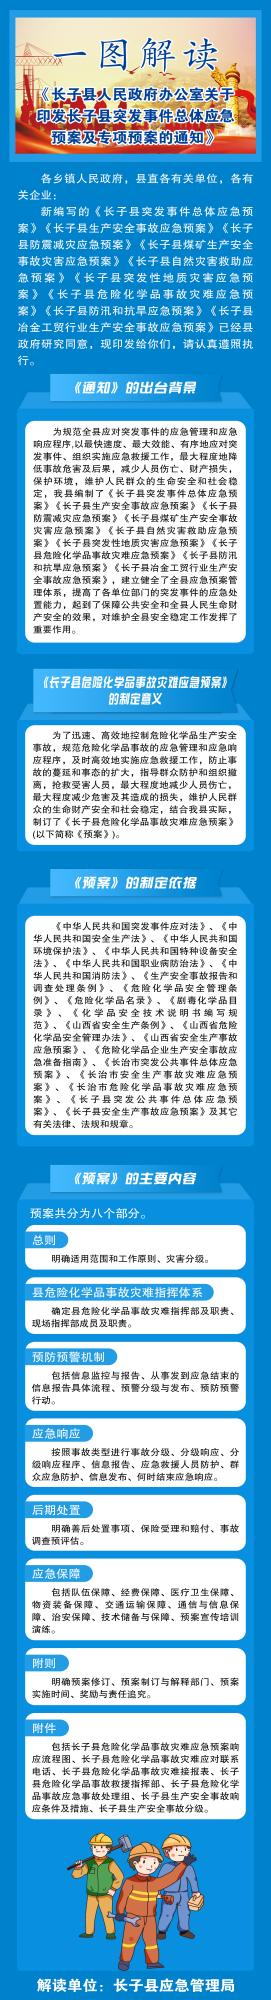 一图解读
《长子县人民政府办公室关于
印发长子县突发事件总体应急
预案及专项预案的通知》
各乡镇人民政府，县直各有关单位，各有
关企业：
新编写的《长子县突发事件总体应急预
案》《长子县生产安全事故应急预案》《长子
县防震减灾应急预案》《长子县煤矿生产安全
事故灾害应急预案》《长子县自然灾害救助应
急预案》《长子县突发性地质灾害应急预
案》《长子县危险化学品事故灾难应急预
案》《长子县防汛和抗旱应急预案》《长子县
冶金工贸行业生产安全事故应急预案》已经县
政府研究同意，现印发给你们，请认真遵照执
行。
《通知》的出台背景
为规范全县应对突发事件的应急管理和应急
响应程序,以最快速度、最大效能、有序地应对突
发事件、组织实施应急救援工作，最大程度地降
低事故危害及后果，减少人员伤亡、财产损失，
保护环境，维护人民群众的生命安全和社会稳
定，我县编制了《长子县突发事件总体应急预
案》《长子县生产安全事故应急预案》《长子县
防震减灾应急预案》《长子县煤矿生产安全事故
灾害应急预案》《长子县自然灾害救助应急预
案》《长子县突发性地质灾害应急预案》《长子
县危险化学品事故灾难应急预案》《长子县防汛
和抗旱应急预案》《长子县冶金工贸行业生产安
全事故应急预案》，建立健全了全县应急预案管
理体系，提高了各单位部门的突发事件的应急处
置能力，起到了保障公共安全和全县人民生命财
产安全的效果，对维护全县安全稳定工作发挥了
重要作用。
《长子县危险化学品事故灾难应急预案》
的制定意义
为了迅速、高效地控制危险化学品生产安全
事故，规范危险化学品事故的应急管理和应急响
应程序，及时高效地实施应急救援工作，防止事
故的蔓延和事态的扩大，指导群众防护和组织撤
离，抢救受害人员，最大程度地减少人员伤亡，
最大程度减少危害及其造成的损失，维护人民群
众的生命财产安全和社会稳定，结合我县实际，
制订了《长子县危险化学品事故灾难应急预案》
(以下简称《预案》)。
《预案》的制定依据
《中华人民共和国突发事件应对法》、《中
华人民共和国安全生产法》、《中华人民共和国
环境保护法》、《中华人民共和国特种设备安全
法》、《中华人民共和国职业病防治法》、《中
华人民共和国消防法》、《生产安全事故报告和
调查处理条例》、《危险化学品安全管理条
例》、《危险化学品名录》、《剧毒化学品目
录》、《化学品安全技术说明书编写规
范》、《山西省安全生产条例》、《山西省危险
化学品安全管理办法》、《山西省安全生产事故
应急预案》、《危险化学品企业生产安全事故应
急准备指南》、《长治市突发公共事件总体应急
预案》、《长治市安全生产事故灾难应急预
案》、《长治市危险化学品事故灾难应急预
案》、《长子县突发公共事件总体应急预
案》、《长子县安全生产事故应急预案》及其它
有关法律、法规和规章。
《预案》的主要内容
预案共分为八个部分。
总则
明确适用范围和工作原则、灾害分级。
县危险化学品事故灾难指挥体系
确定县危险化学品事故灾难指挥部及职责、
现场指挥部成员及职责。
预防预警机制
包括信息监控与报告、从事发到应急结束的
信息报告具体流程、预警分级与发布、预防预警
行动。
应急响应
按照事故类型进行事故分级、分级响应、分
级响应程序、信息报告、应急救援人员防护、群
众应急防护、信息发布、何时结束应急响应。
后期处置
明确善后处置事项、保险受理和赔付、事故
调查预评估。
应急保障
包括队伍保障、经费保障、医疗卫生保障、
物资装备保障、交通运输保障、通信与信息保
障、治安保障、技术储备与保障、预案宣传培训
演练。
附则
明确预案修订、预案制订与解释部门、预案
实施时间、奖励与责任追究。
附件
包括长子县危险化学品事故灾难应急预案响
应流程图、长子县危险化学品事故灾难应对联系
电话、长子县危险化学品事故灾难接报表、长子
县危险化学品事故救援指挥部、长子县危险化学
品事故应急事故处理组、长子县生产安全事故响
应条件及措施、长子县生产安全事故分级。
解读单位：长子县应急管理局